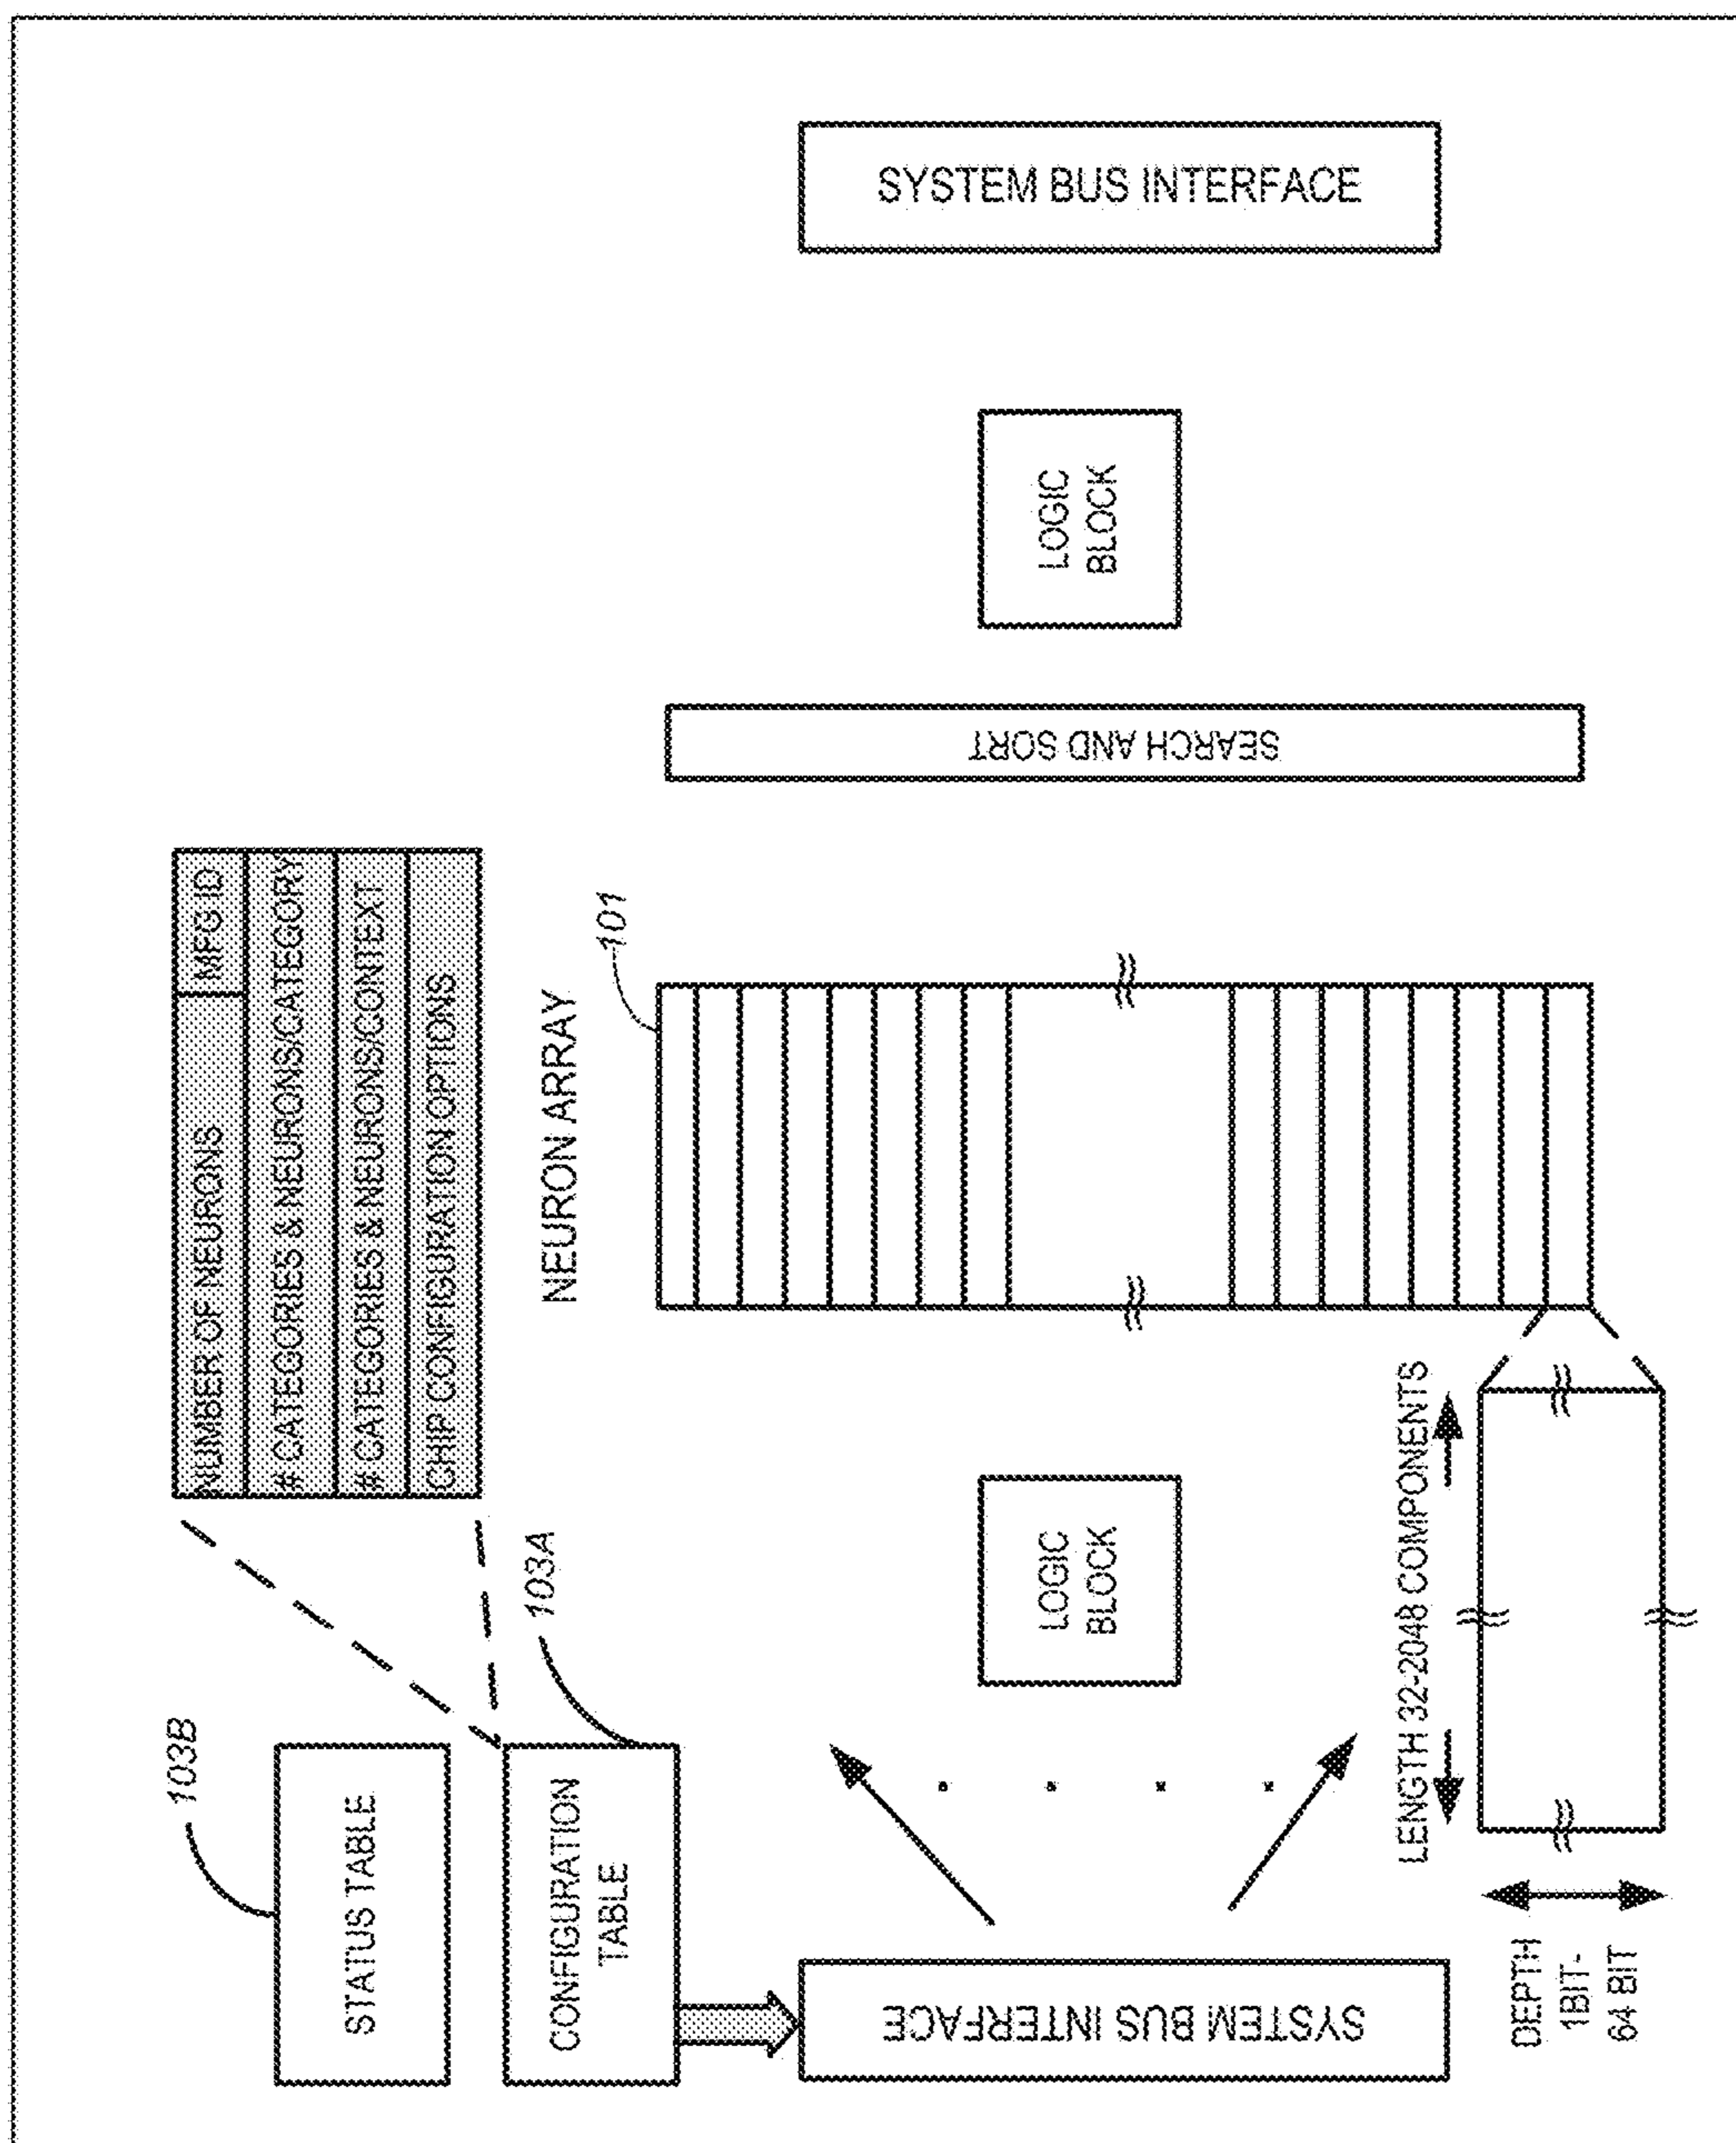 103B
STATUS TABLE
NUMBER OF NEURONS
MFG ID
# CATEGORIES & NEURONS/CATEGORY
# CATEGORIES & NEURONS/CONTEXT
CHIP CONFIGURATION OPTIONS
CONFIGURATION
TABLE
103A
NEURON ARRAY
101
SYSTEM BUS INTERFACE
LOGIC
BLOCK
SEARCH AND SORT
LOGIC
BLOCK
SYSTEM BUS INTERFACE
LENGTH 32-2048 COMPONENTS
DEPTH
1BIT-
64 BIT